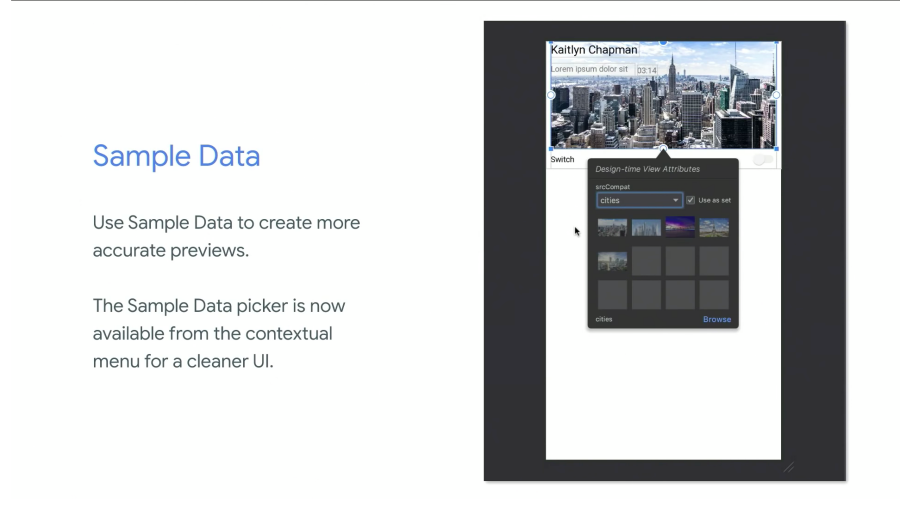 Sample Data
Use Sample Data to create more
accurate previews.
The Sample Data picker is now
available from the contextual
menu for a cleaner UI.
Kaitlyn Chapman
Lorem ipsum dolor sit 03:14
Switch
Design-time View Attributes
srcCompat
cities
Use as set
cities
Browse